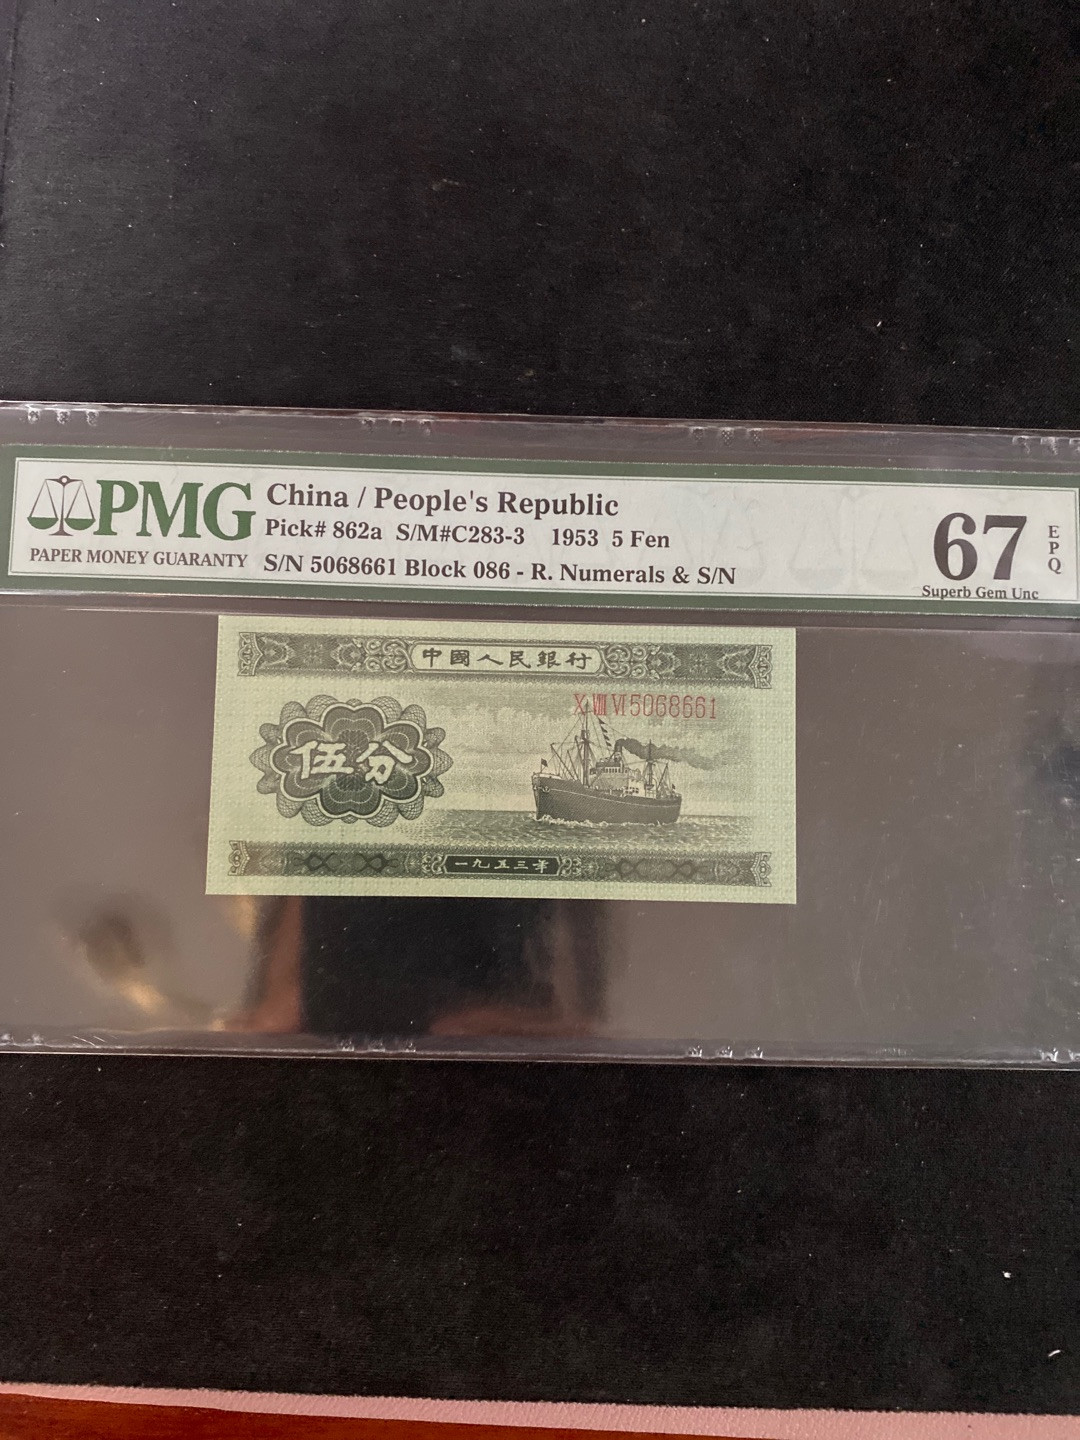 PMG
PAPER MONEY GUARANTY
China / People's Republic
Pick# 862a S/M#C283-3 1953 5 Fen
S/N 5068661 Block 086 - R. Numerals & S/N
67
EPQ
Superb Gem Unc
中國人民銀行
X VIII VI 5068661
伍分
一九五三年